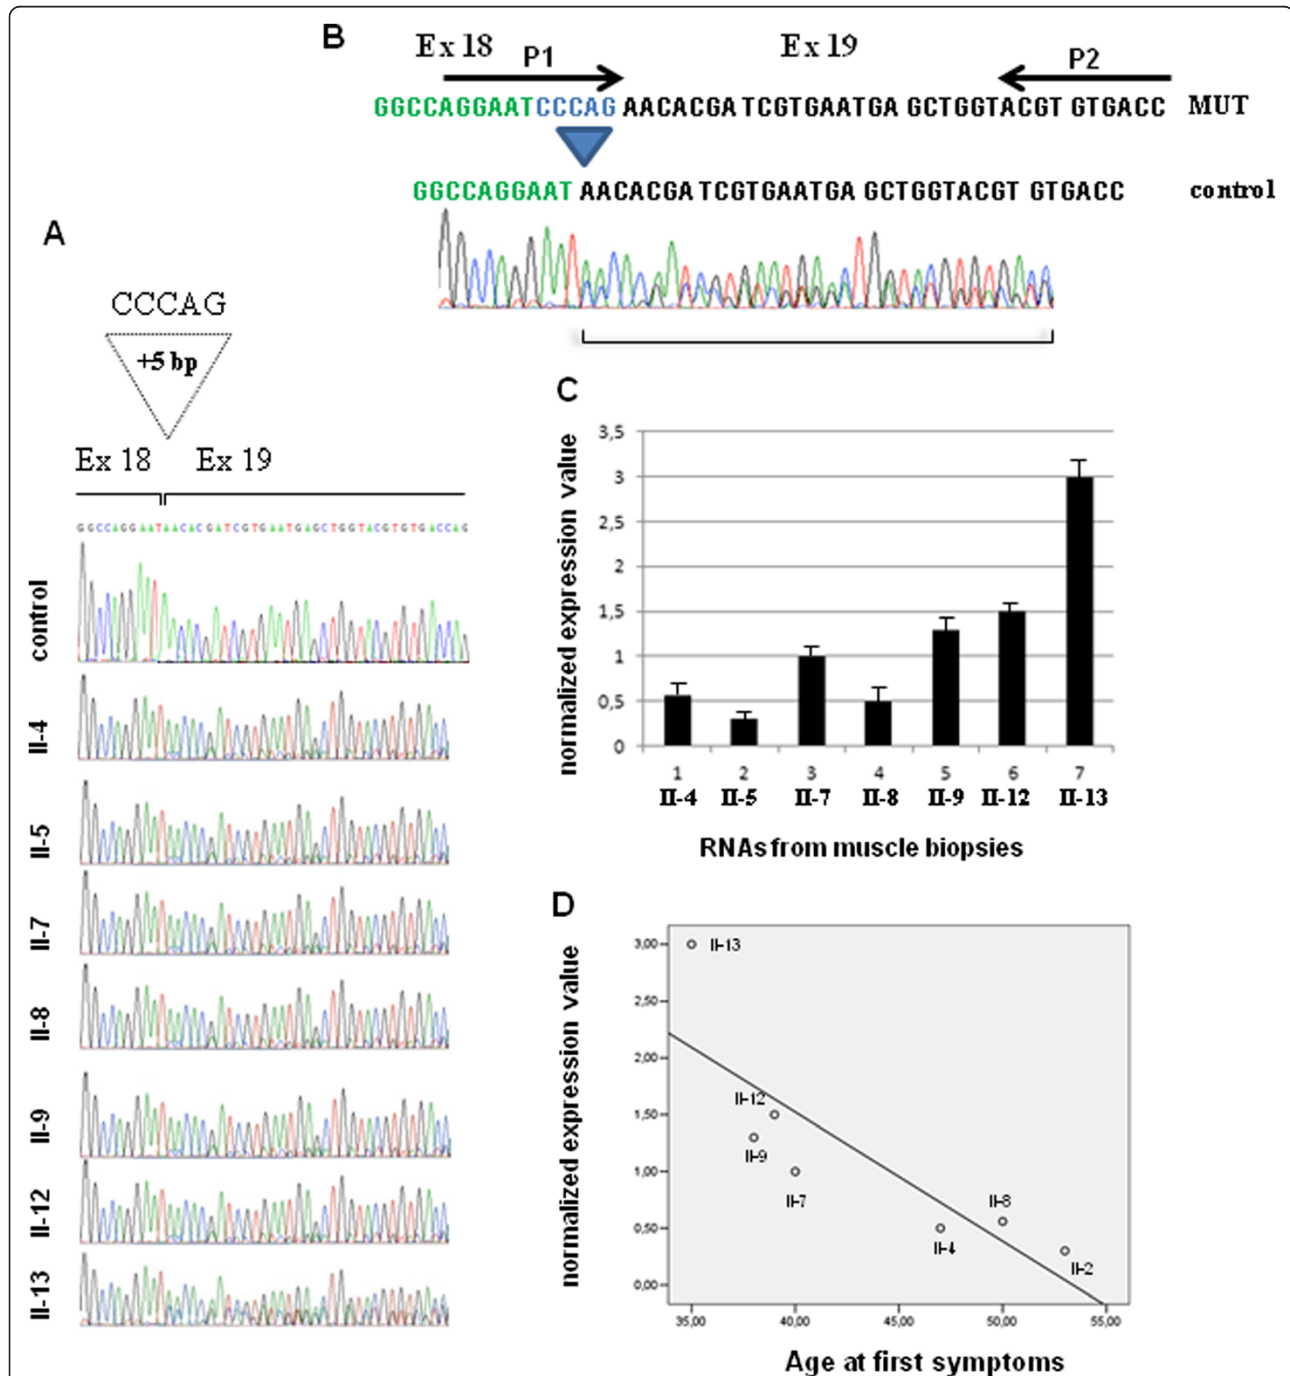 B
Ex 18
P1
Ex 19
P2
GGCCAGGAATCCCAG AACACGATCGTGAATGA GCTGGTACGT GTGACC MUT
GGCCAGGAAT AACACGATCGTGAATGA GCTGGTACGT GTGACC control
A
CCCAG
+5 bp
Ex 18 Ex 19
GGCCAGGAATAACACGATCGTGAATGAGCTGGTACGTGTGACCAG
control
II-4
II-5
II-7
II-8
II-9
II-12
II-13
C
normalized expression value
3,5
3
2,5
2
1,5
1
0,5
0
1 2 3 4 5 6 7
II-4 II-5 II-7 II-8 II-9 II-12 II-13
RNAs from muscle biopsies
D
normalized expression value
3,00
2,50
2,00
1,50
1,00
0,50
0,00
II-13
II-12
II-9
II-7
II-8
II-4
II-2
35,00 40,00 45,00 50,00 55,00
Age at first symptoms